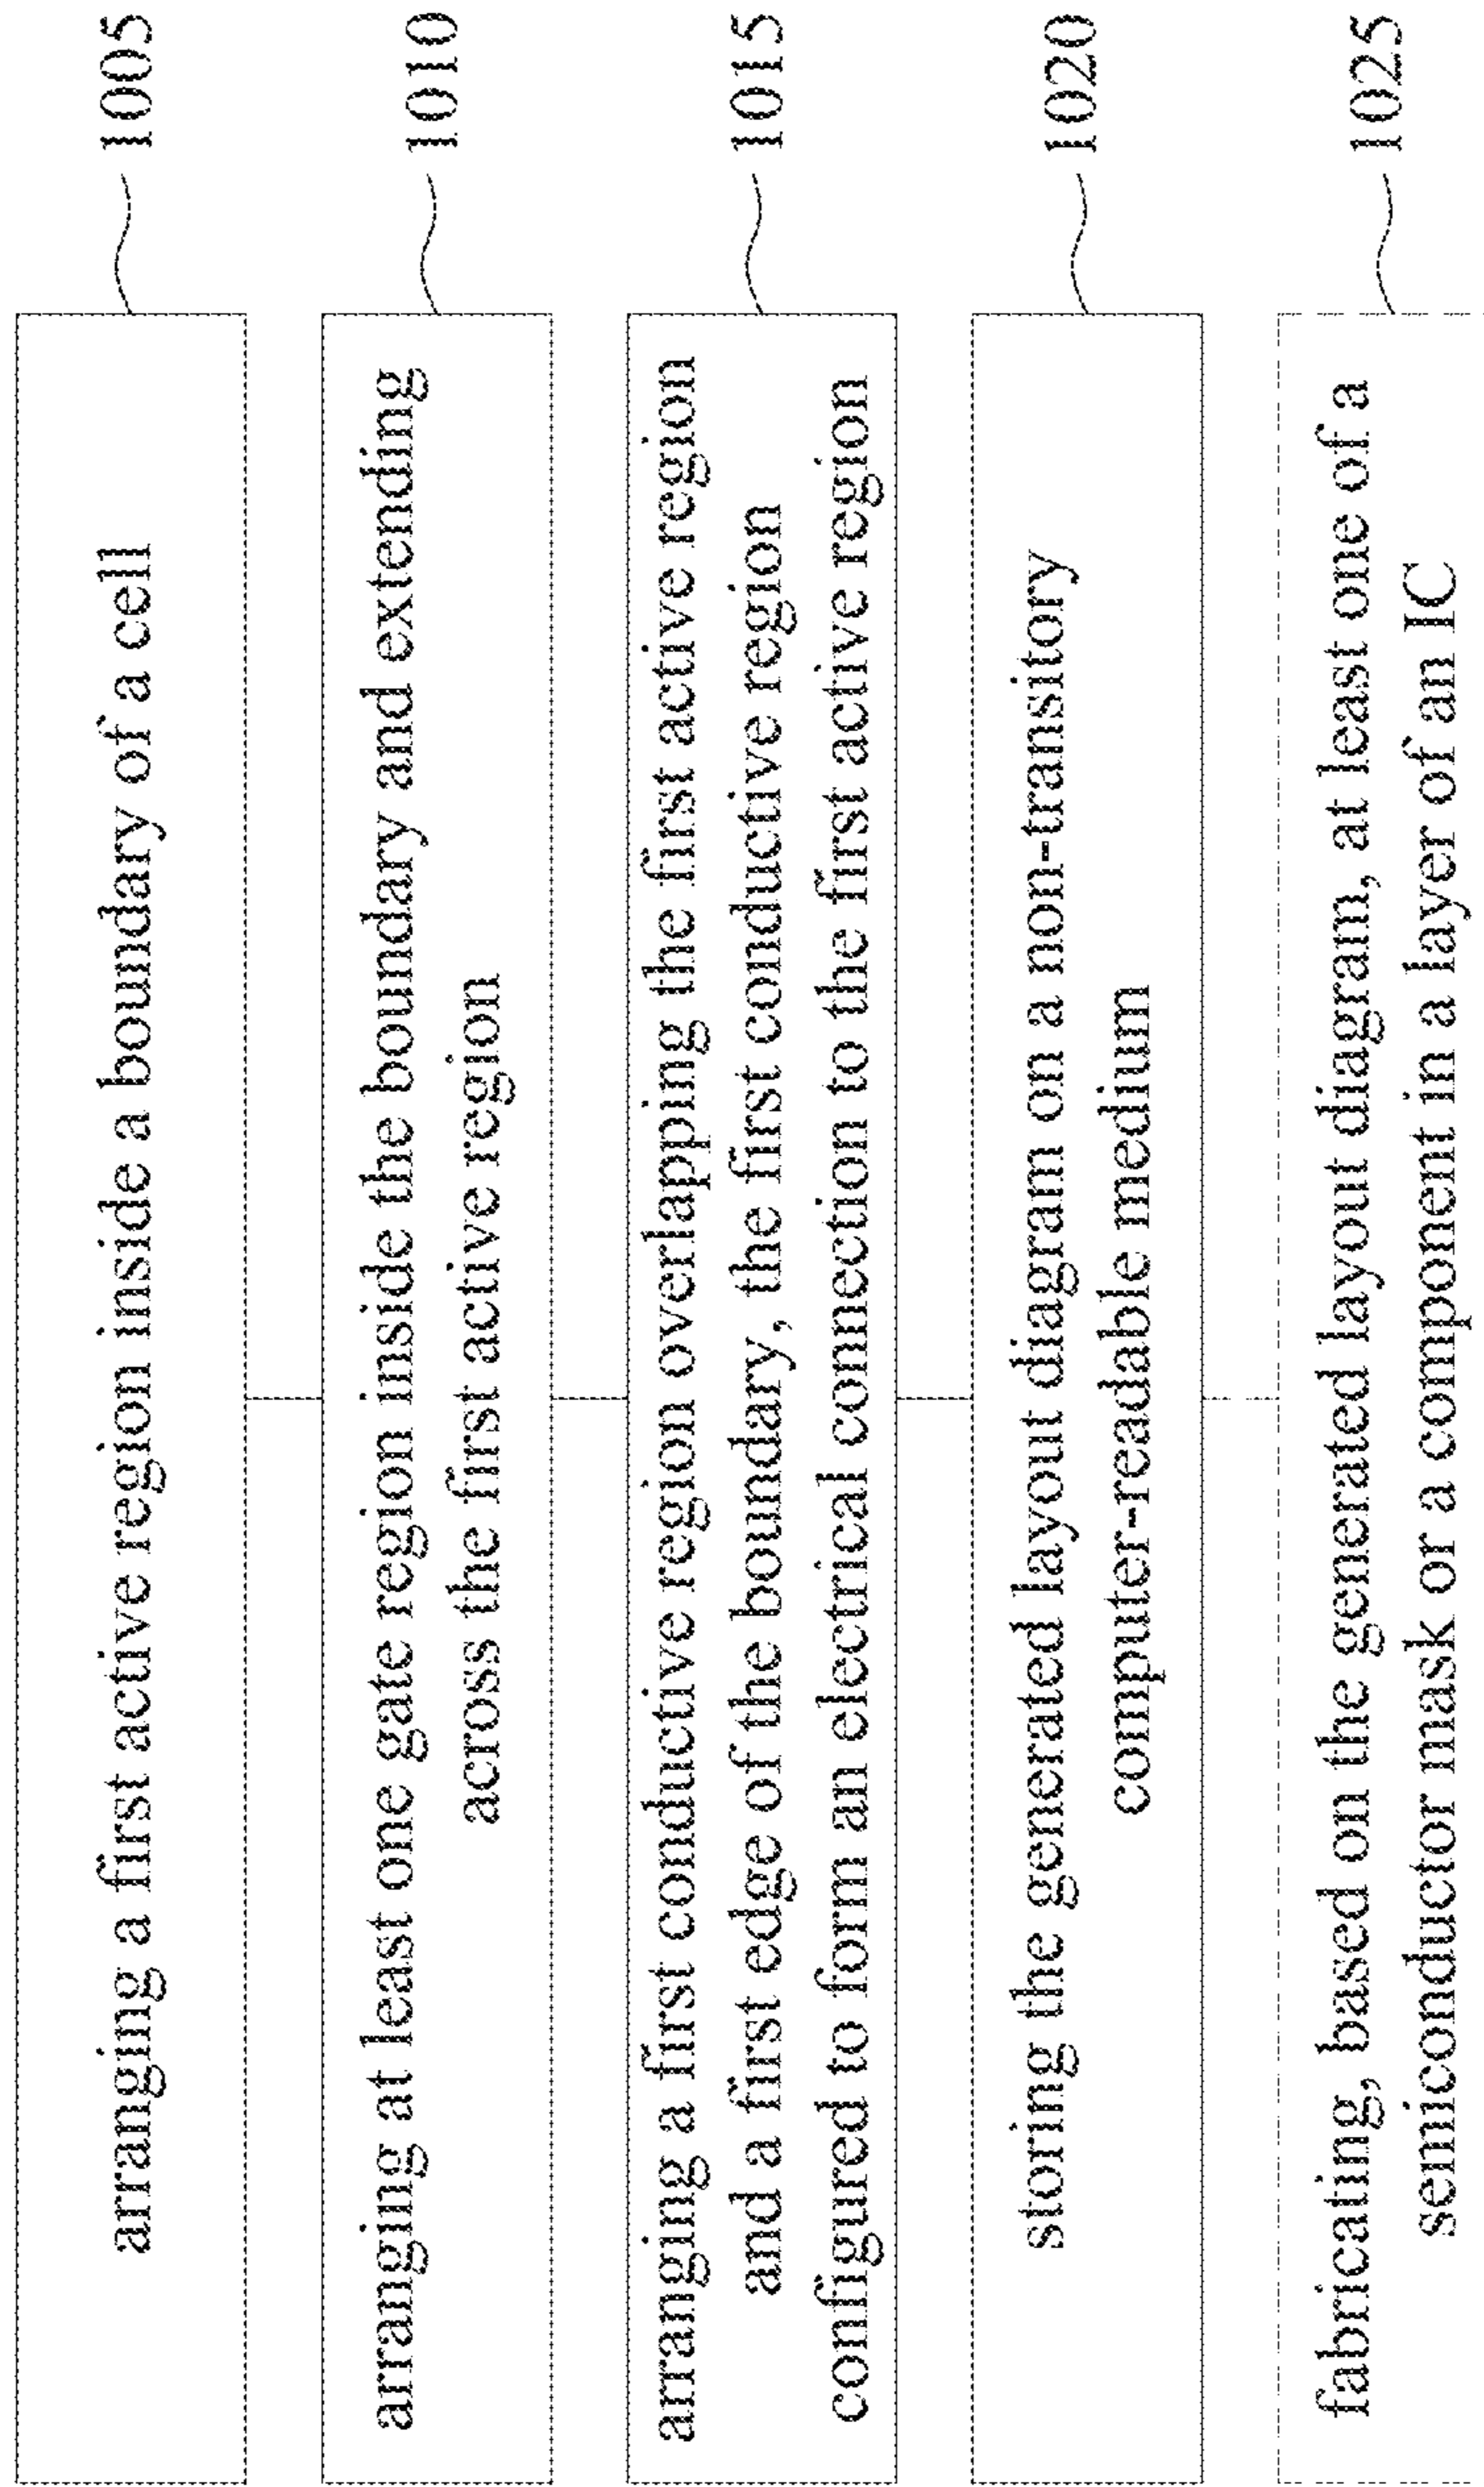 arranging a first active region inside a boundary of a cell
1005
arranging at least one gate region inside the boundary and extending
across the first active region
1010
arranging a first conductive region overlapping the first active region
and a first edge of the boundary, the first conductive region
configured to form an electrical connection to the first active region
1015
storing the generated layout diagram on a non-transitory
computer-readable medium
1020
fabricating, based on the generated layout diagram, at least one of a
semiconductor mask or a component in a layer of an IC
1025